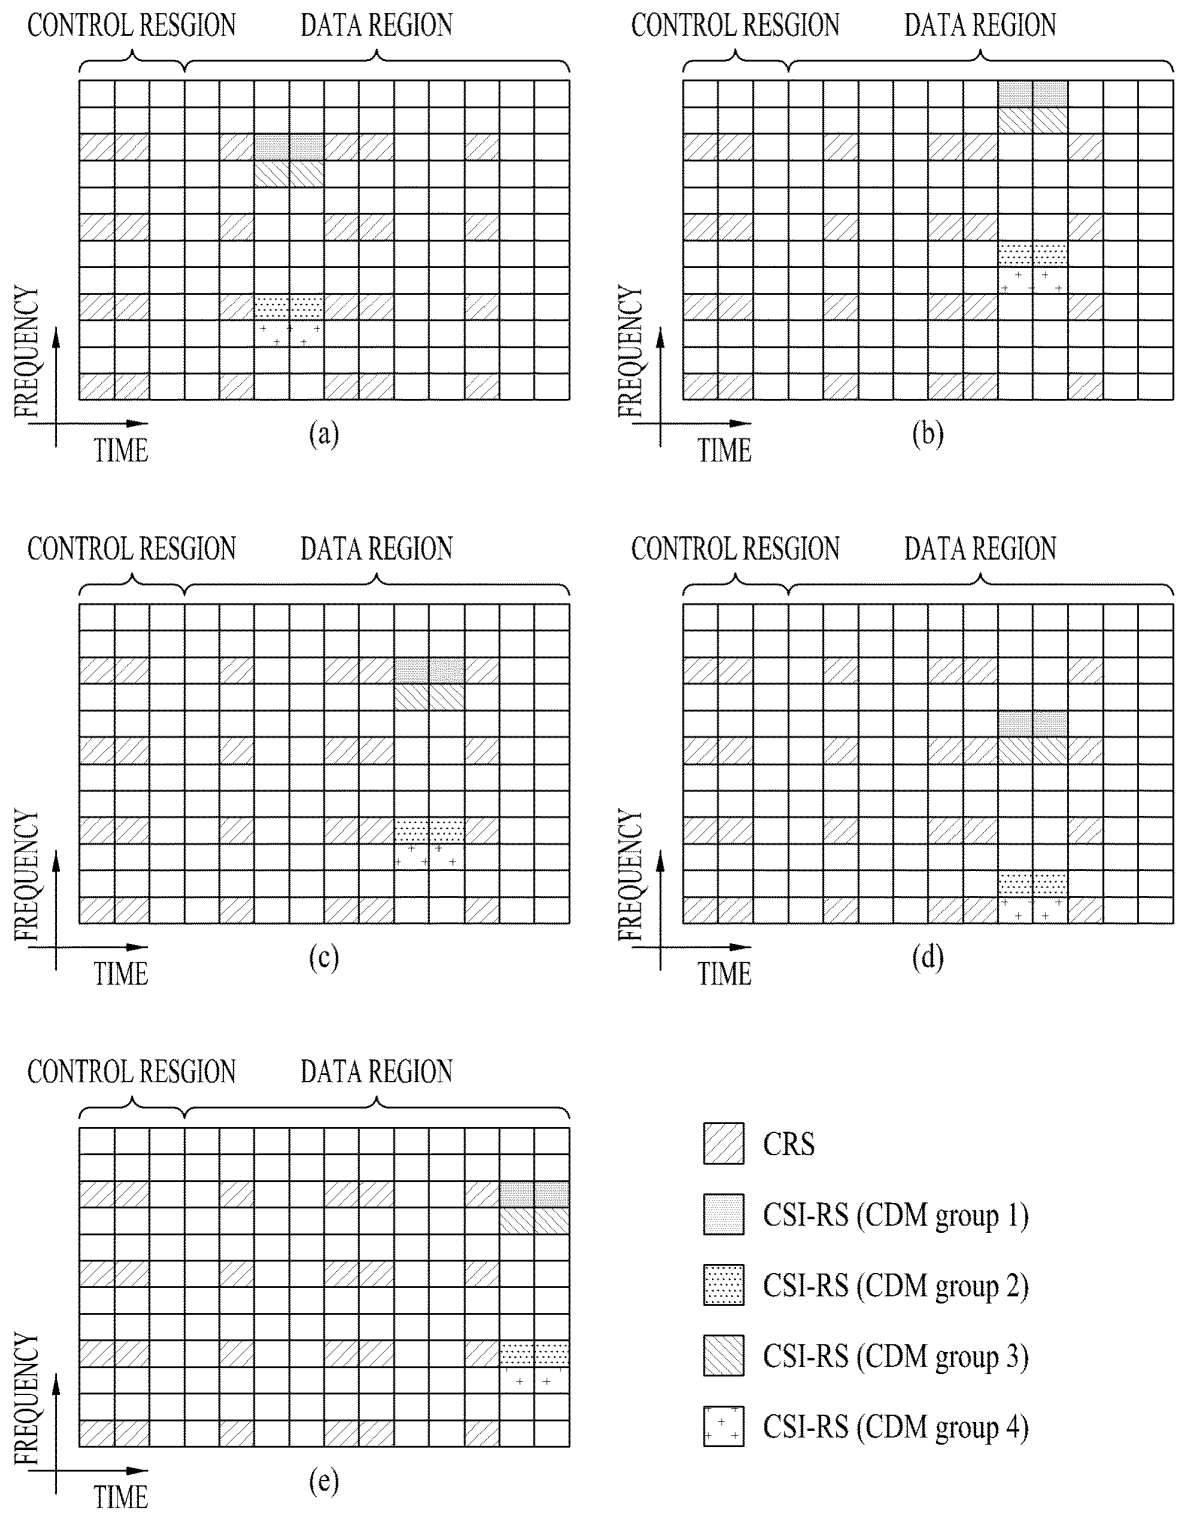 CONTROL RESGION DATA REGION
FREQUENCY
TIME
(a)
CONTROL RESGION DATA REGION
FREQUENCY
TIME
(b)
CONTROL RESGION DATA REGION
FREQUENCY
TIME
(c)
CONTROL RESGION DATA REGION
FREQUENCY
TIME
(d)
CONTROL RESGION DATA REGION
FREQUENCY
TIME
(e)
CRS
CSI-RS (CDM group 1)
CSI-RS (CDM group 2)
CSI-RS (CDM group 3)
CSI-RS (CDM group 4)